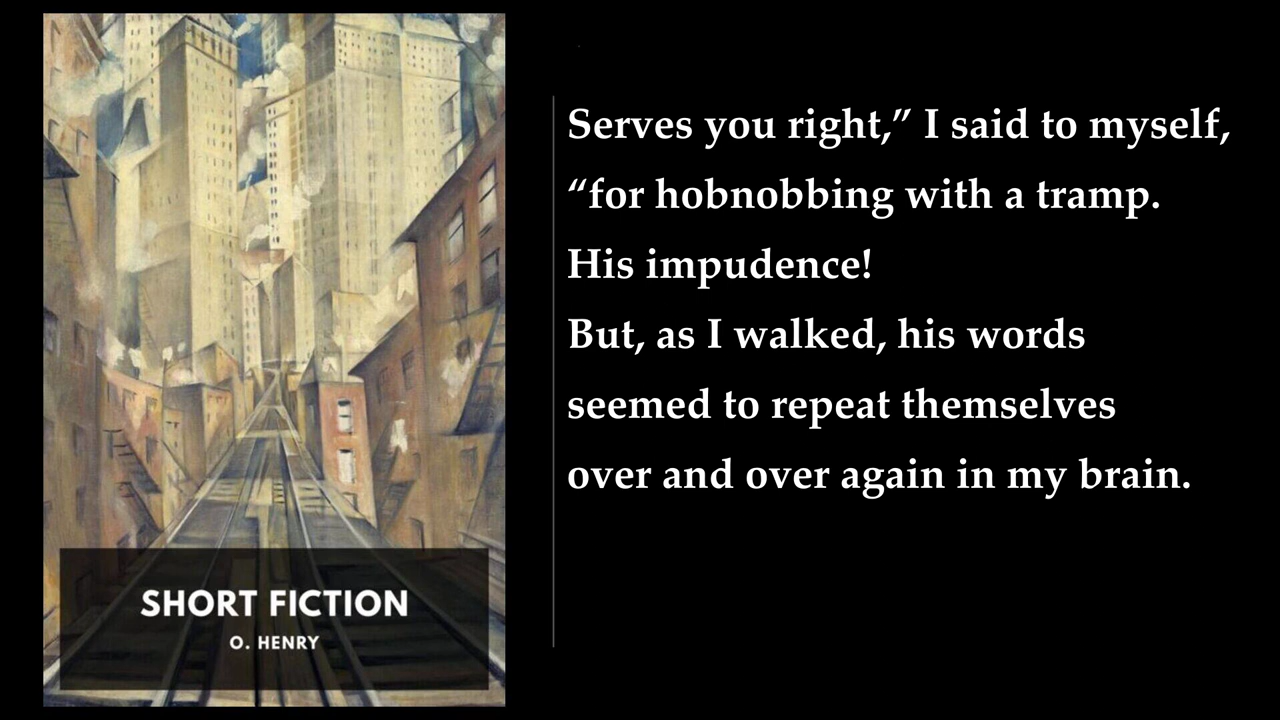 Serves you right,” I said to myself,
“for hobnobbing with a tramp.
His impudence!
But, as I walked, his words
seemed to repeat themselves
over and over again in my brain.
SHORT FICTION
O. HENRY